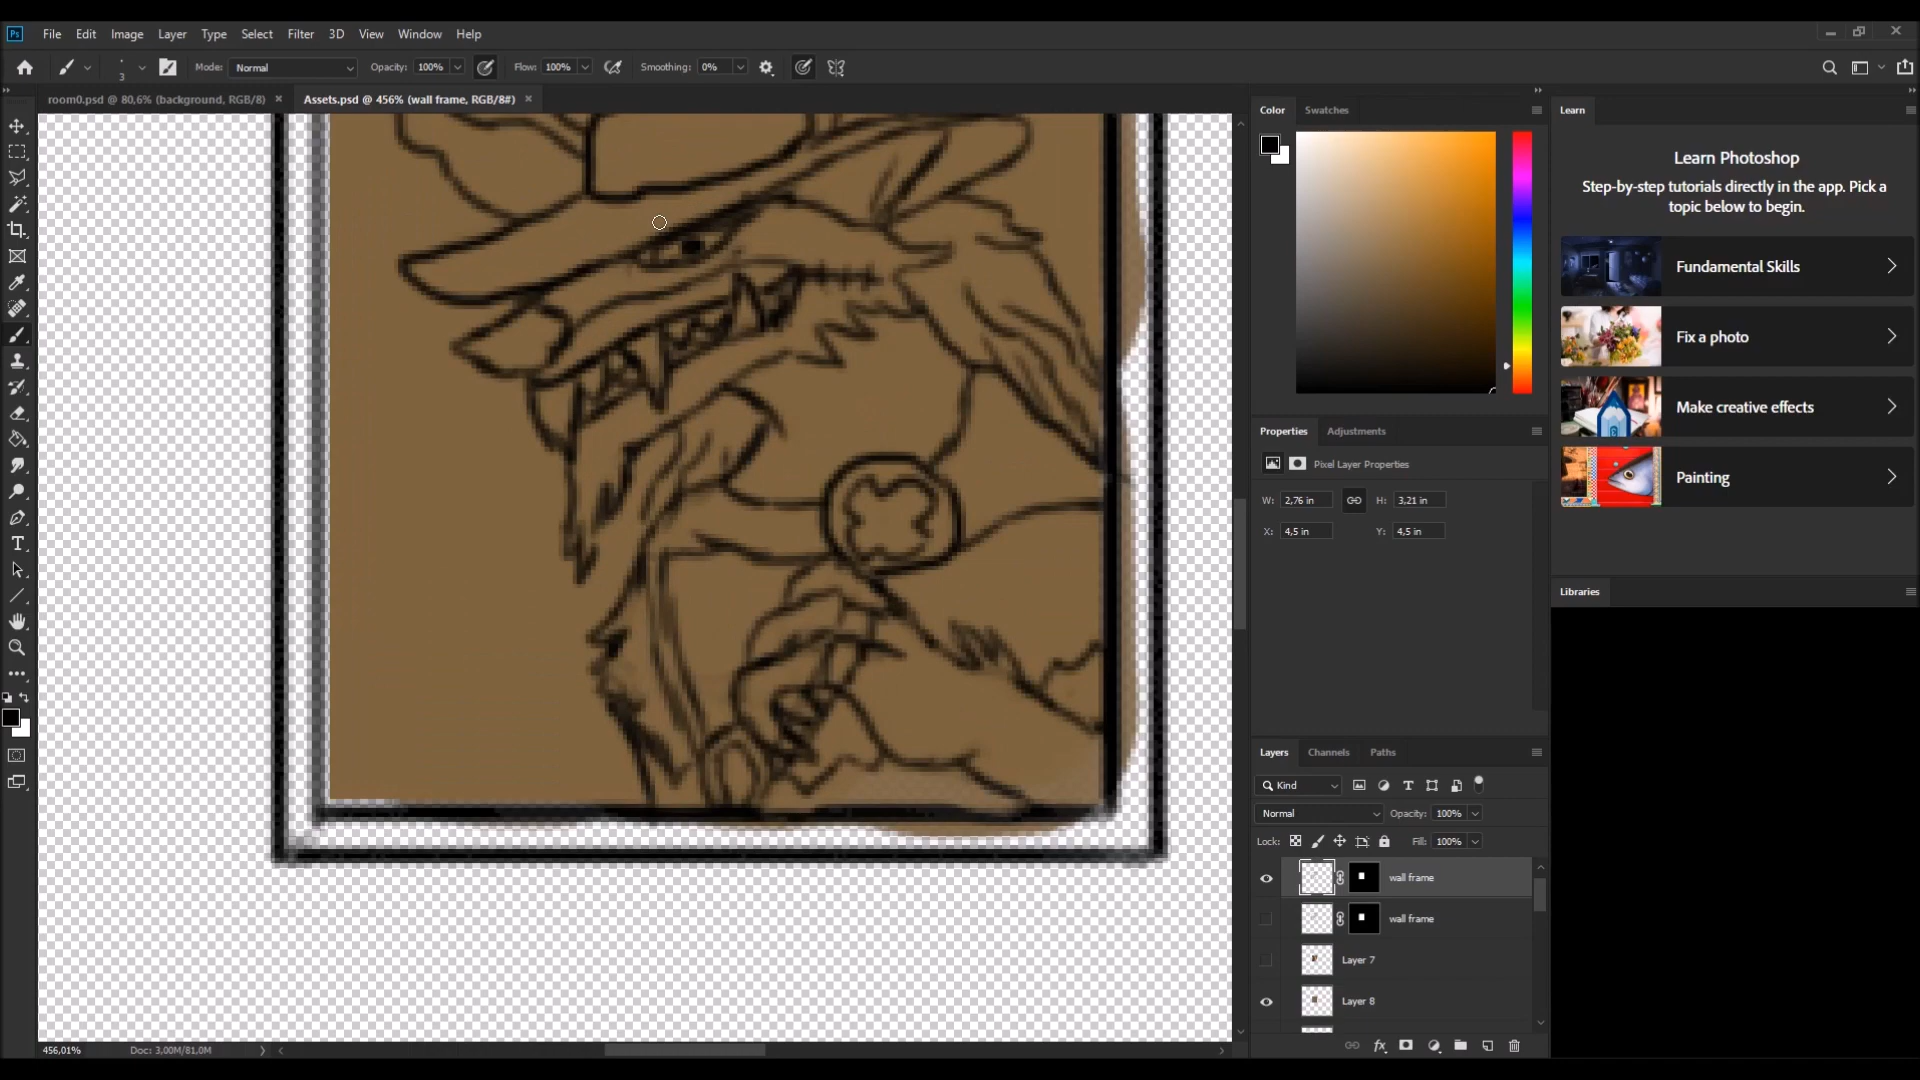 Ps File Edit Image Layer Type Select Filter 3D View Window Help
3 Mode: Normal Opacity: 100% Flow: 100% Smoothing: 0%
room0.psd @ 80,6% (background, RGB/8) × Assets.psd @ 456% (wall frame, RGB/8#) ×
Color Swatches
Learn
Learn Photoshop
Step-by-step tutorials directly in the app. Pick a
topic below to begin.
Fundamental Skills
Fix a photo
Make creative effects
Painting
Properties Adjustments
Pixel Layer Properties
W: 2,76 in H: 3,21 in
X: 4,5 in Y: 4,5 in
Libraries
Layers Channels Paths
Kind
Normal Opacity: 100%
Lock: Fill: 100%
wall frame
wall frame
Layer 7
Layer 8
fx
456,01% Doc: 3,00M/81,0M